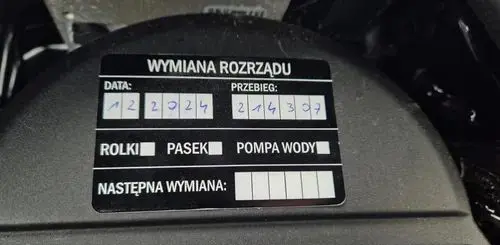 WYMIANA ROZRZĄDU
DATA: PRZEBIEG:
12 2024 214307
ROLKI PASEK POMPA WODY
NASTĘPNA WYMIANA: